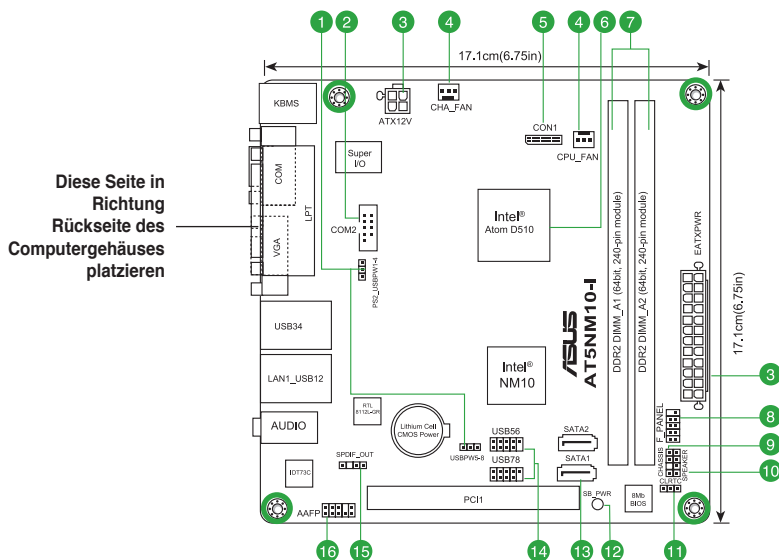 1
2
3
4
5
4
6
7
17.1cm(6.75in)
KBMS
ATX12V
CHA_FAN
CON1
CPU_FAN
Super
I/O
Diese Seite in
Richtung
Rückseite des
Computergehäuses
platzieren
COM
LPT
VGA
COM2
PS2_USBPW1-4
Intel®
Atom D510
DDR2 DIMM_A1 (64bit, 240-pin module)
DDR2 DIMM_A2 (64bit, 240-pin module)
EATXPWR
17.1cm(6.75in)
ASUS
AT5NM10-I
USB34
LAN1_USB12
Intel®
NM10
3
RTL
8112L-GR
Lithium Cell
CMOS Power
AUDIO
USBPW5-8
USB56
USB78
SATA2
SATA1
F_PANEL
8
CHASSIS
SPEAKER
9
10
CLRTC
SPDIF_OUT
IDT73C
PCI1
SB_PWR
8Mb
BIOS
AAFP
16
15
14
13
12
11